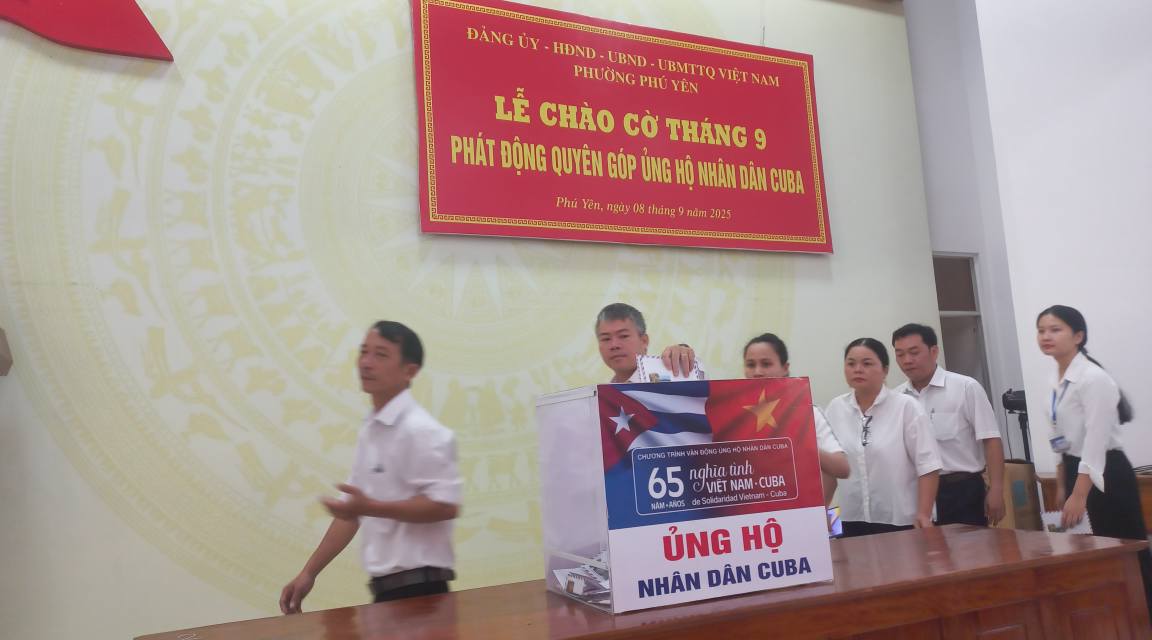 ĐẢNG ỦY - HĐND - UBND - UBMTTQ VIỆT NAM
PHƯỜNG PHÚ YÊN
LỄ CHÀO CỜ THÁNG 9
PHÁT ĐỘNG QUYÊN GÓP ỦNG HỘ NHÂN DÂN CUBA
Phú Yên, ngày 08 tháng 9 năm 2025
CHƯƠNG TRÌNH VẬN ĐỘNG ỦNG HỘ NHÂN DÂN CUBA
65 nghĩa tình
VIỆT NAM - CUBA
NĂM - AÑOS de Solidaridad Vietnam - Cuba
ỦNG HỘ
NHÂN DÂN CUBA